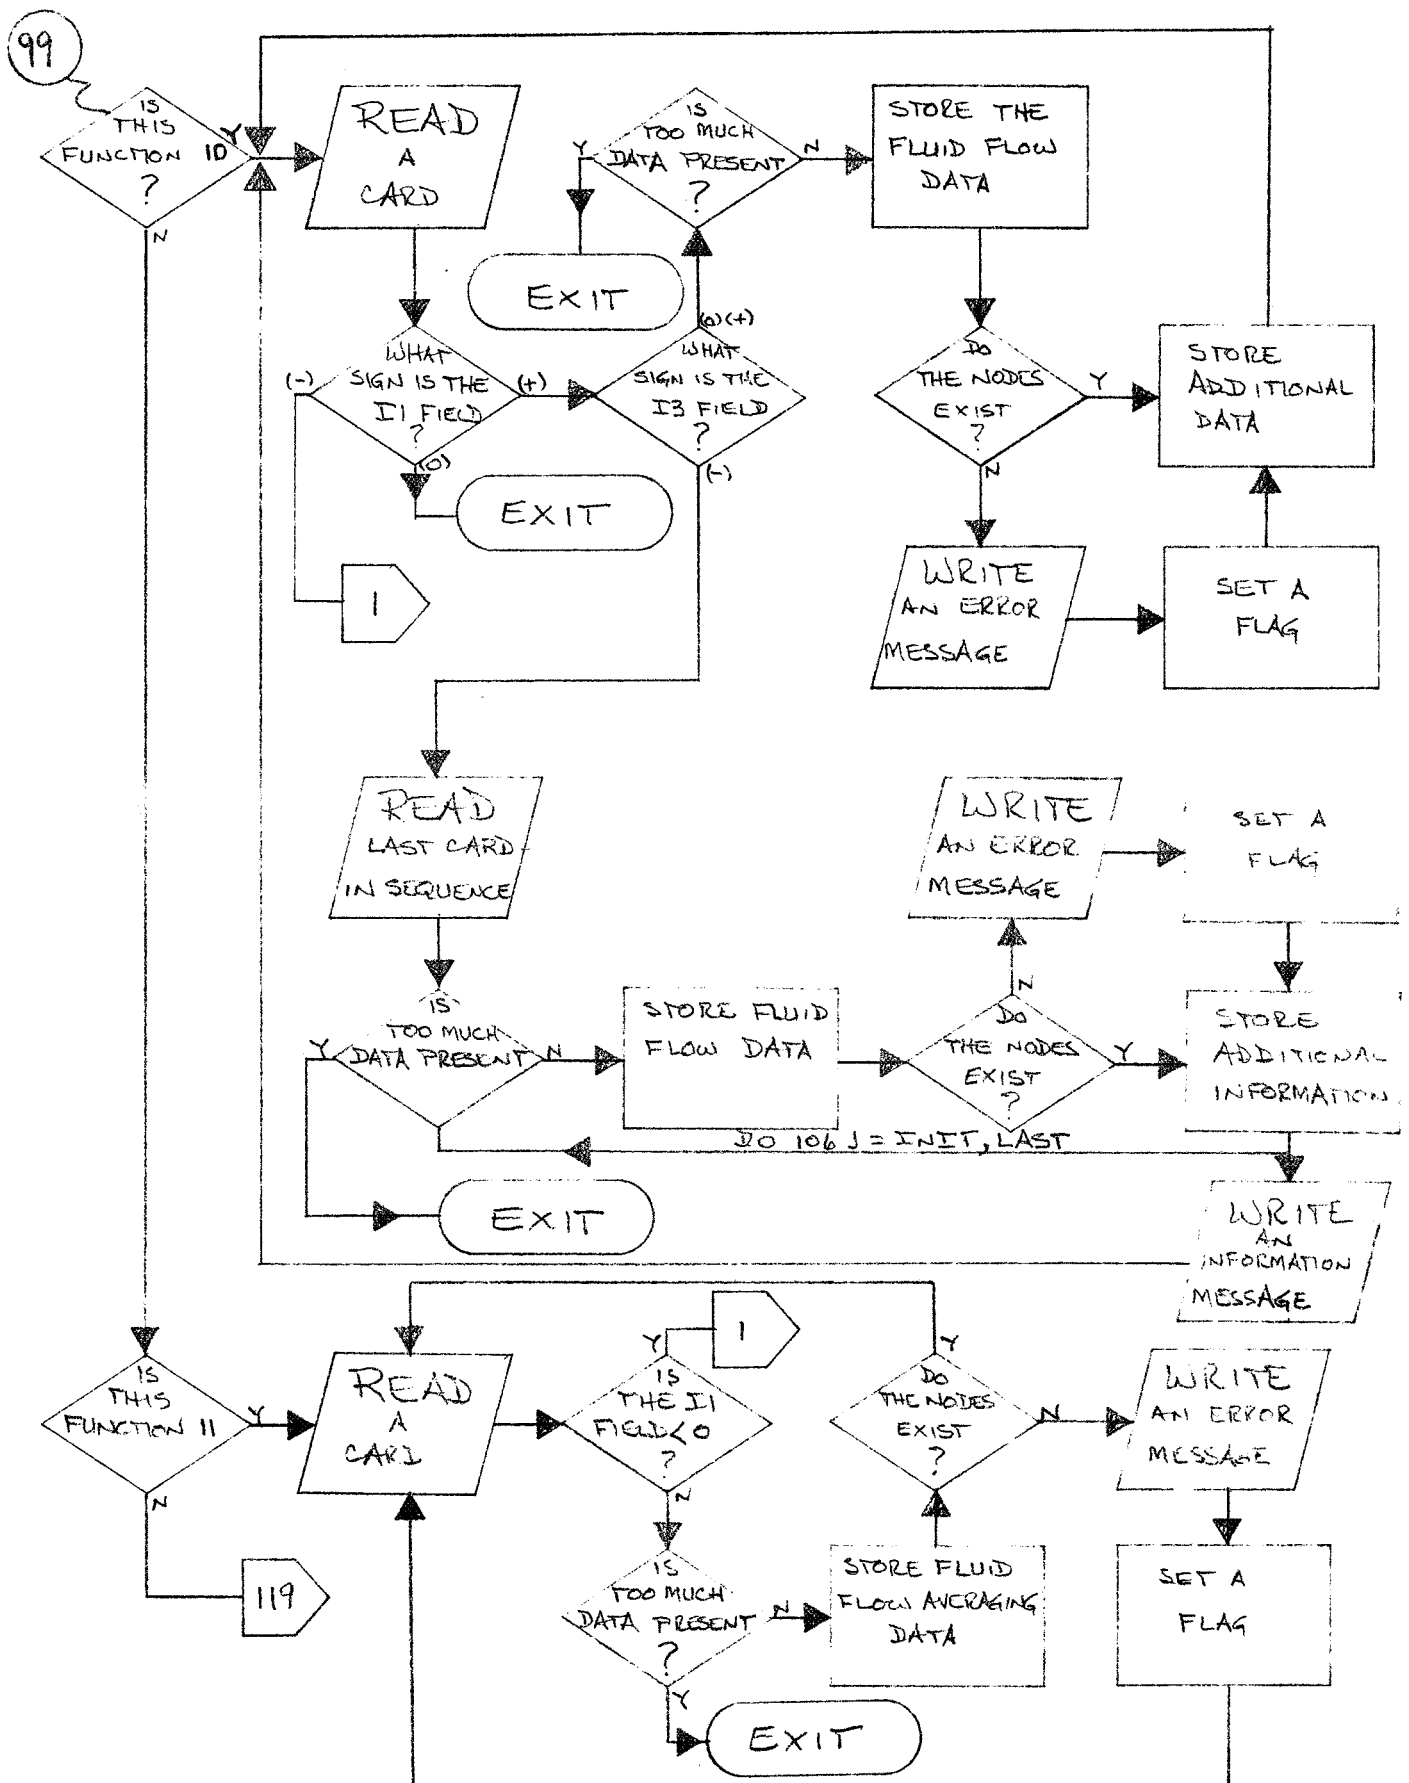 99
IS
THIS
FUNCTION 10
?
Y
N
READ
A
CARD
IS
TOO MUCH
DATA PRESENT
?
Y
N
STORE THE
FLUID FLOW
DATA
EXIT
WHAT
SIGN IS THE
I1 FIELD
?
(-)
(+)
(0)
WHAT
SIGN IS THE
I3 FIELD
?
(0)(+)
(-)
DO
THE NODES
EXIST
?
Y
N
STORE
ADDITIONAL
DATA
EXIT
1
WRITE
AN ERROR
MESSAGE
SET A
FLAG
READ
LAST CARD
IN SEQUENCE
WRITE
AN ERROR
MESSAGE
SET A
FLAG
IS
TOO MUCH
DATA PRESENT
Y
N
STORE FLUID
FLOW DATA
N
DO
THE NODES
EXIST
?
Y
STORE
ADDITIONAL
INFORMATION
DO 106 J = INIT, LAST
EXIT
WRITE
AN
INFORMATION
MESSAGE
IS
THIS
FUNCTION 11
Y
N
READ
A
CARD
1
Y
IS
THE I1
FIELD<0
?
N
Y
DO
THE NODES
EXIST
?
N
WRITE
AN ERROR
MESSAGE
119
IS
TOO MUCH
DATA PRESENT
?
N
Y
STORE FLUID
FLOW AVERAGING
DATA
SET A
FLAG
EXIT